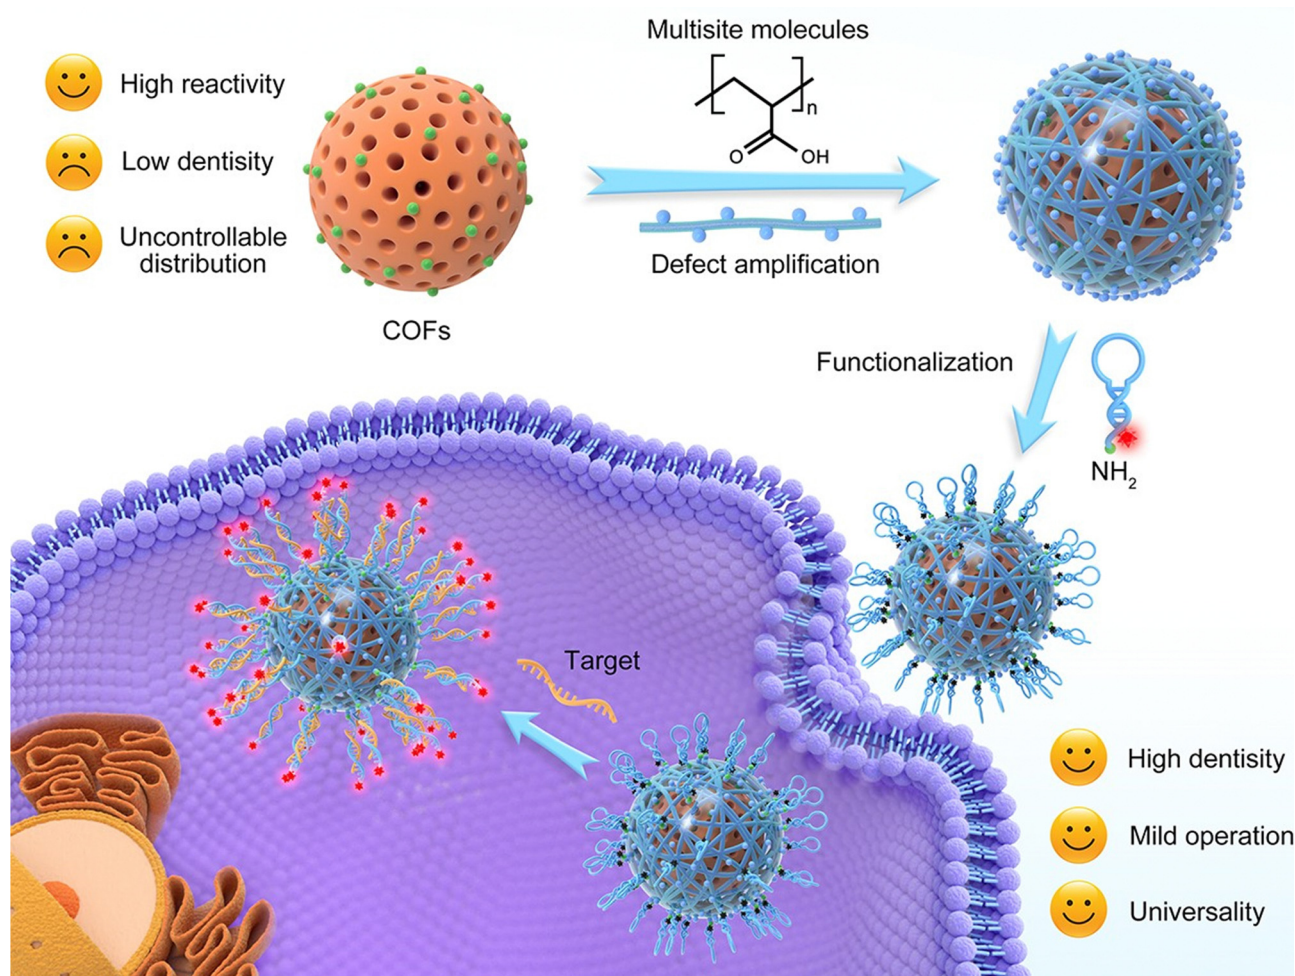 Multisite molecules
High reactivity
n
O
OH
Low dentisity
Uncontrollable
distribution
Defect amplification
COFs
Functionalization
NH₂
Target
High dentisity
Mild operation
Universality